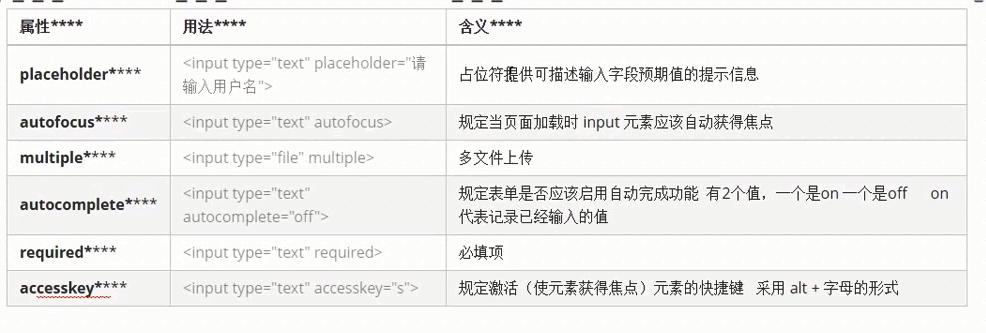 属性**** 用法**** 含义****
placeholder**** <input type="text" placeholder="请
输入用户名"> 占位符提供可描述输入字段预期值的提示信息
autofocus**** <input type="text" autofocus> 规定当页面加载时 input 元素应该自动获得焦点
multiple**** <input type="file" multiple> 多文件上传
autocomplete**** <input type="text"
autocomplete="off"> 规定表单是否应该启用自动完成功能 有2个值，一个是on 一个是off on
代表记录已经输入的值
required**** <input type="text" required> 必填项
accesskey**** <input type="text" accesskey="s"> 规定激活（使元素获得焦点）元素的快捷键 采用 alt + 字母的形式